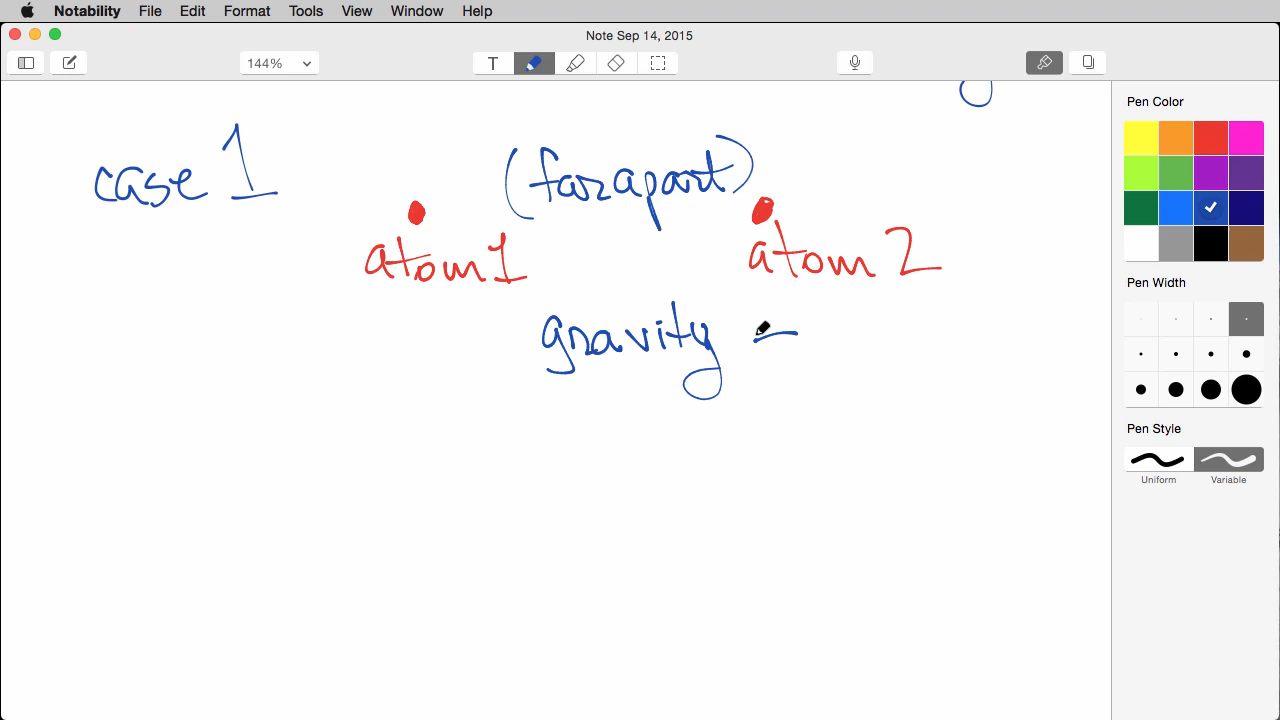 Notability File Edit Format Tools View Window Help
Note Sep 14, 2015
144% T
Pen Color
case 1 (far apart)
atom 1 atom 2
gravity -
Pen Width
Pen Style
Uniform Variable